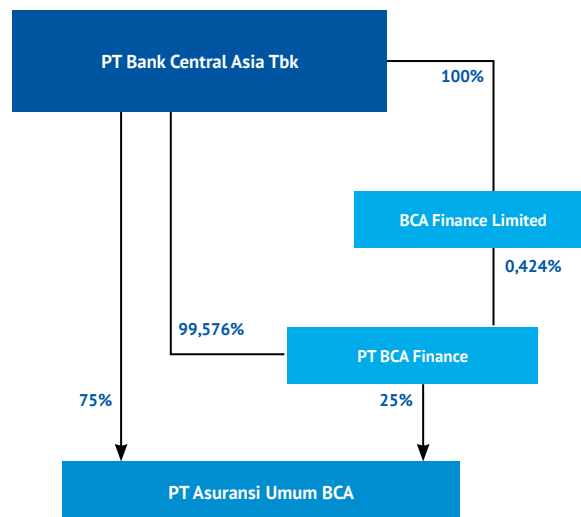 PT Bank Central Asia Tbk
100%
BCA Finance Limited
0,424%
99,576%
PT BCA Finance
75%
25%
PT Asuransi Umum BCA